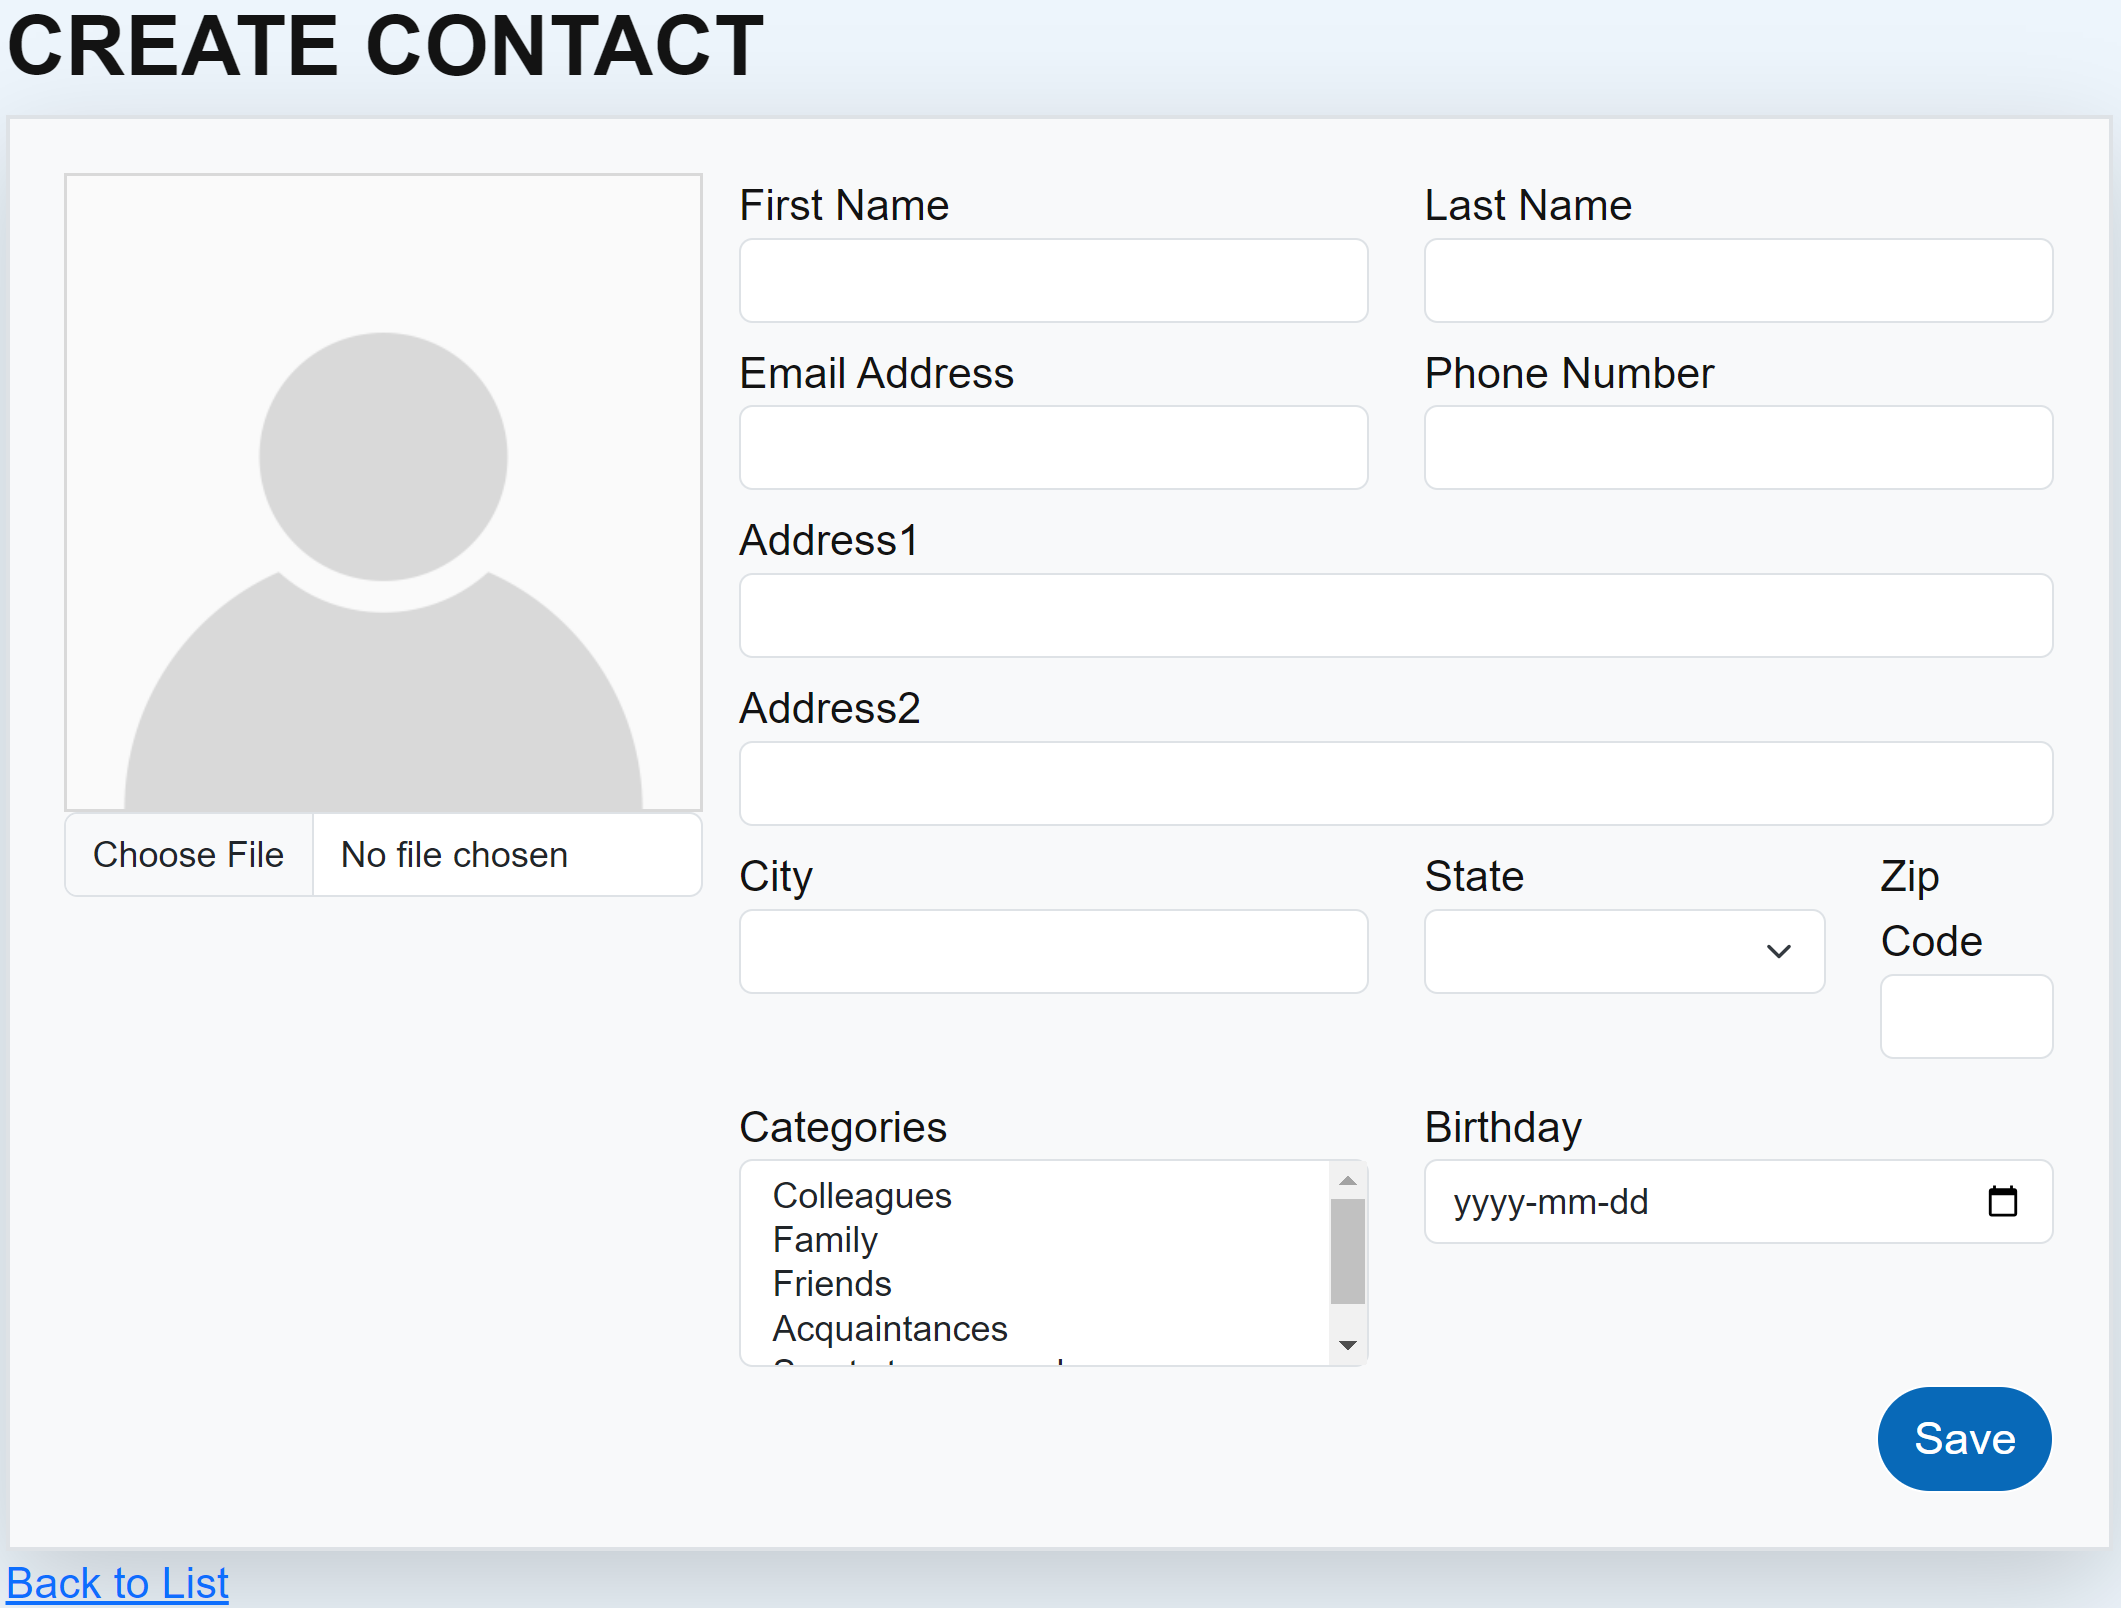 CREATE CONTACT
First Name
Last Name
Email Address
Phone Number
Address1
Address2
Choose File
No file chosen
City
State
Zip
Code
Categories
Birthday
Colleagues
yyyy-mm-dd
Family
Friends
Acquaintances
Save
Back to List